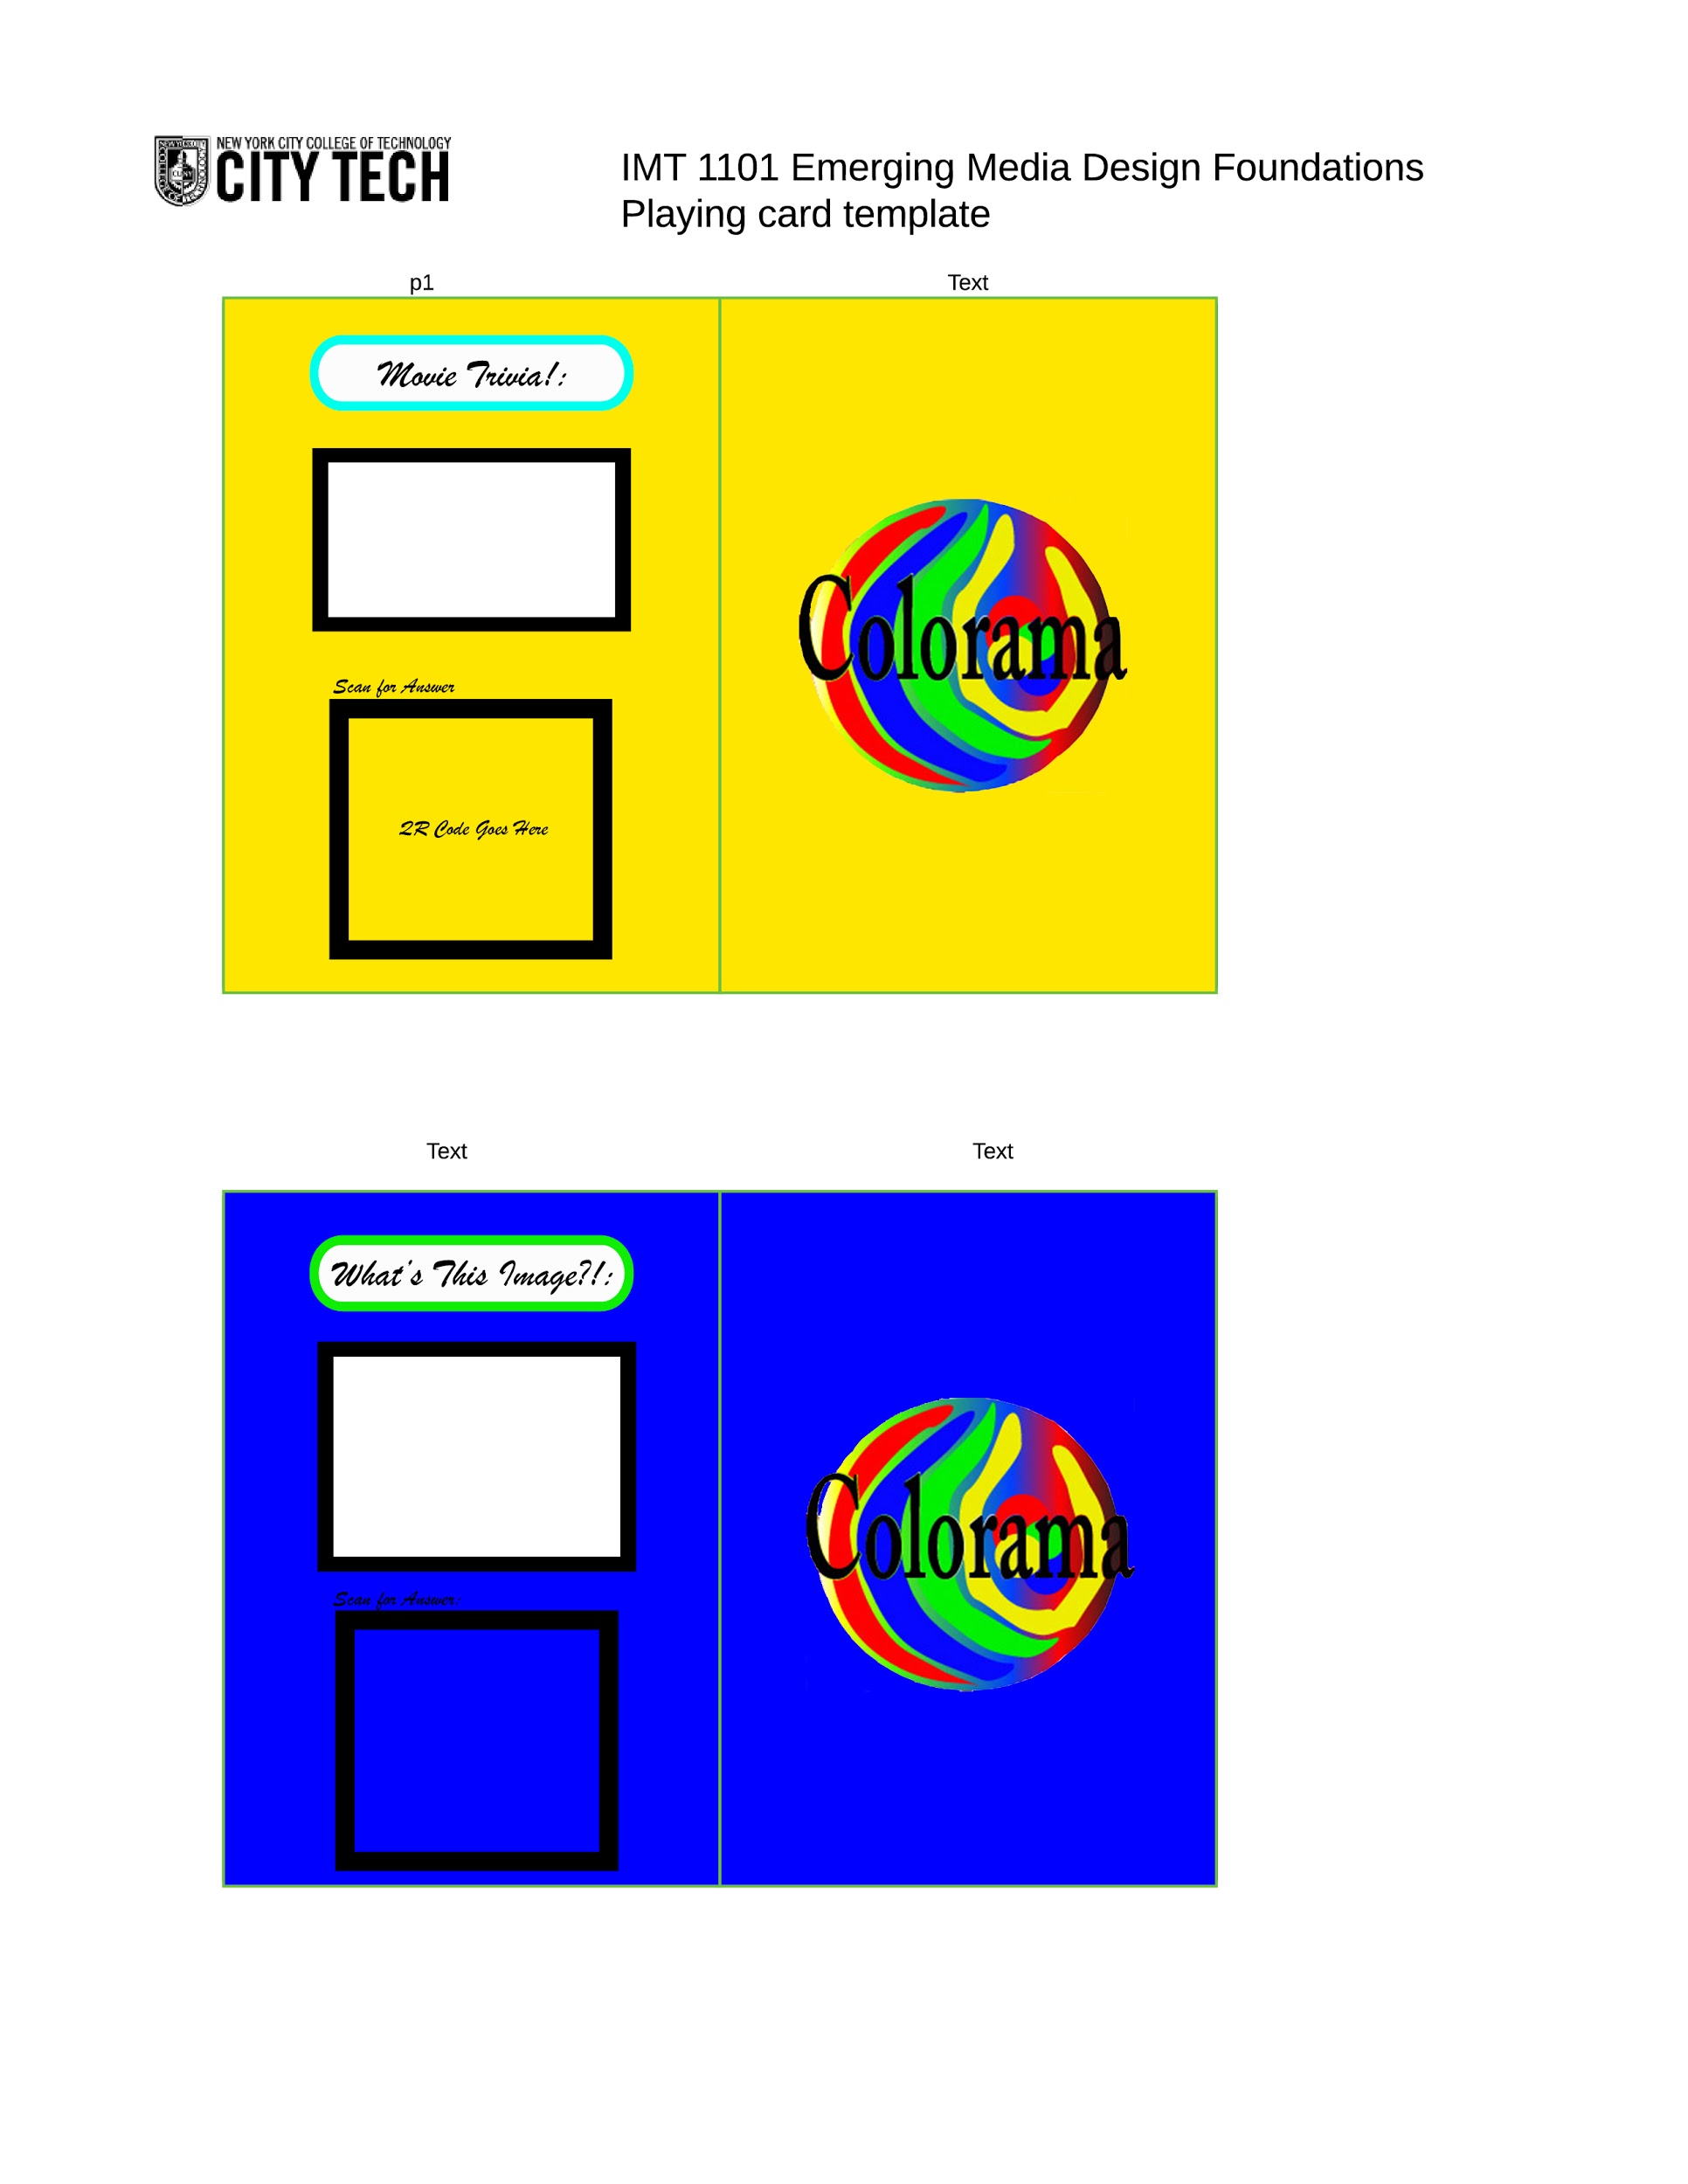 NEW YORK CITY COLLEGE OF TECHNOLOGY
CITY TECH
IMT 1101 Emerging Media Design Foundations
Playing card template
p1
Text
Movie Trivia!:
Colorama
Scan for Answer
QR Code Goes Here
Text
Text
What's This Image?!:
Colorama
Scan for Answer: